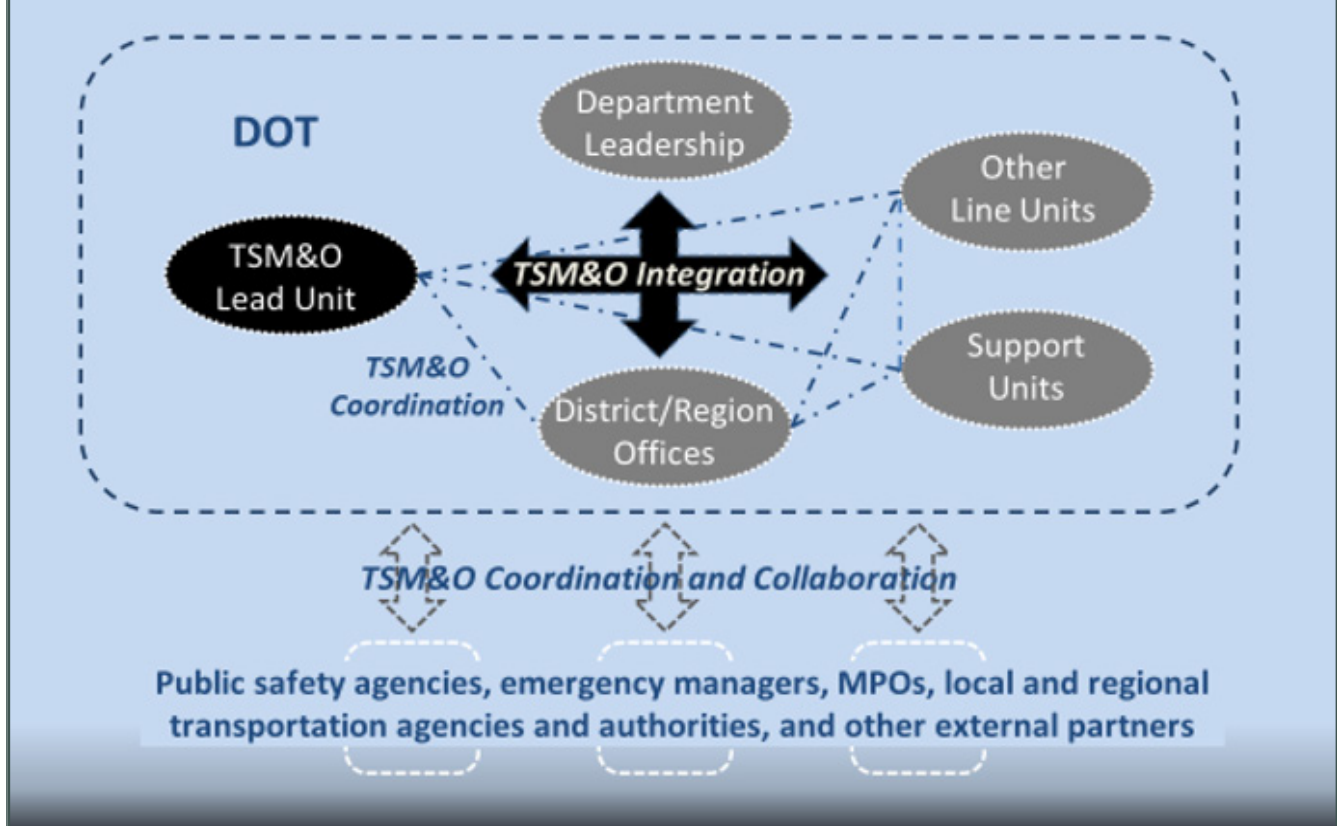 DOT
Department
Leadership
Other
Line Units
TSM&O
Lead Unit
TSM&O Integration
Support
Units
TSM&O
Coordination
District/Region
Offices
TSM&O Coordination and Collaboration
Public safety agencies, emergency managers, MPOs, local and regional
transportation agencies and authorities, and other external partners